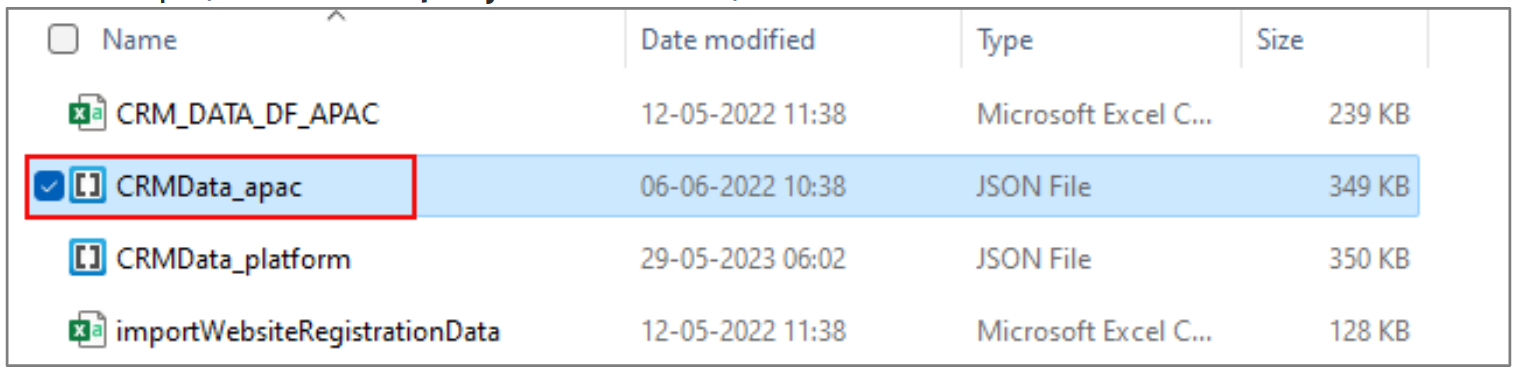 Name Date modified Type Size
CRM_DATA_DF_APAC 12-05-2022 11:38 Microsoft Excel C... 239 KB
CRMData_apac 06-06-2022 10:38 JSON File 349 KB
CRMData_platform 29-05-2023 06:02 JSON File 350 KB
importWebsiteRegistrationData 12-05-2022 11:38 Microsoft Excel C... 128 KB